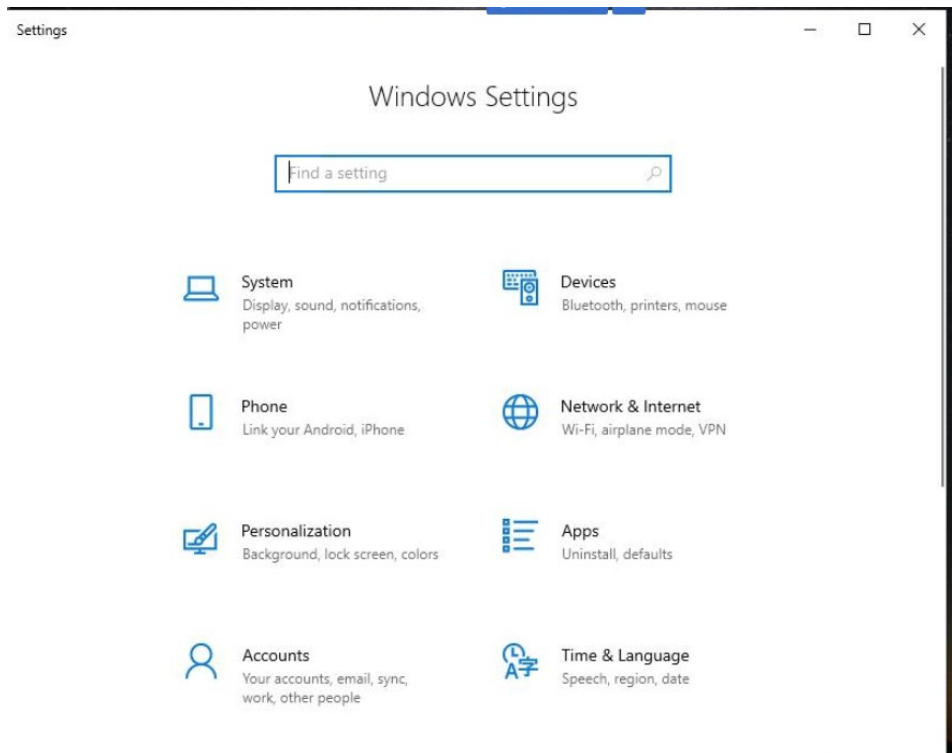 Settings
Windows Settings
Find a setting
System
Display, sound, notifications,
power
Devices
Bluetooth, printers, mouse
Phone
Link your Android, iPhone
Network & Internet
Wi-Fi, airplane mode, VPN
Personalization
Background, lock screen, colors
Apps
Uninstall, defaults
Accounts
Your accounts, email, sync,
work, other people
Time & Language
Speech, region, date